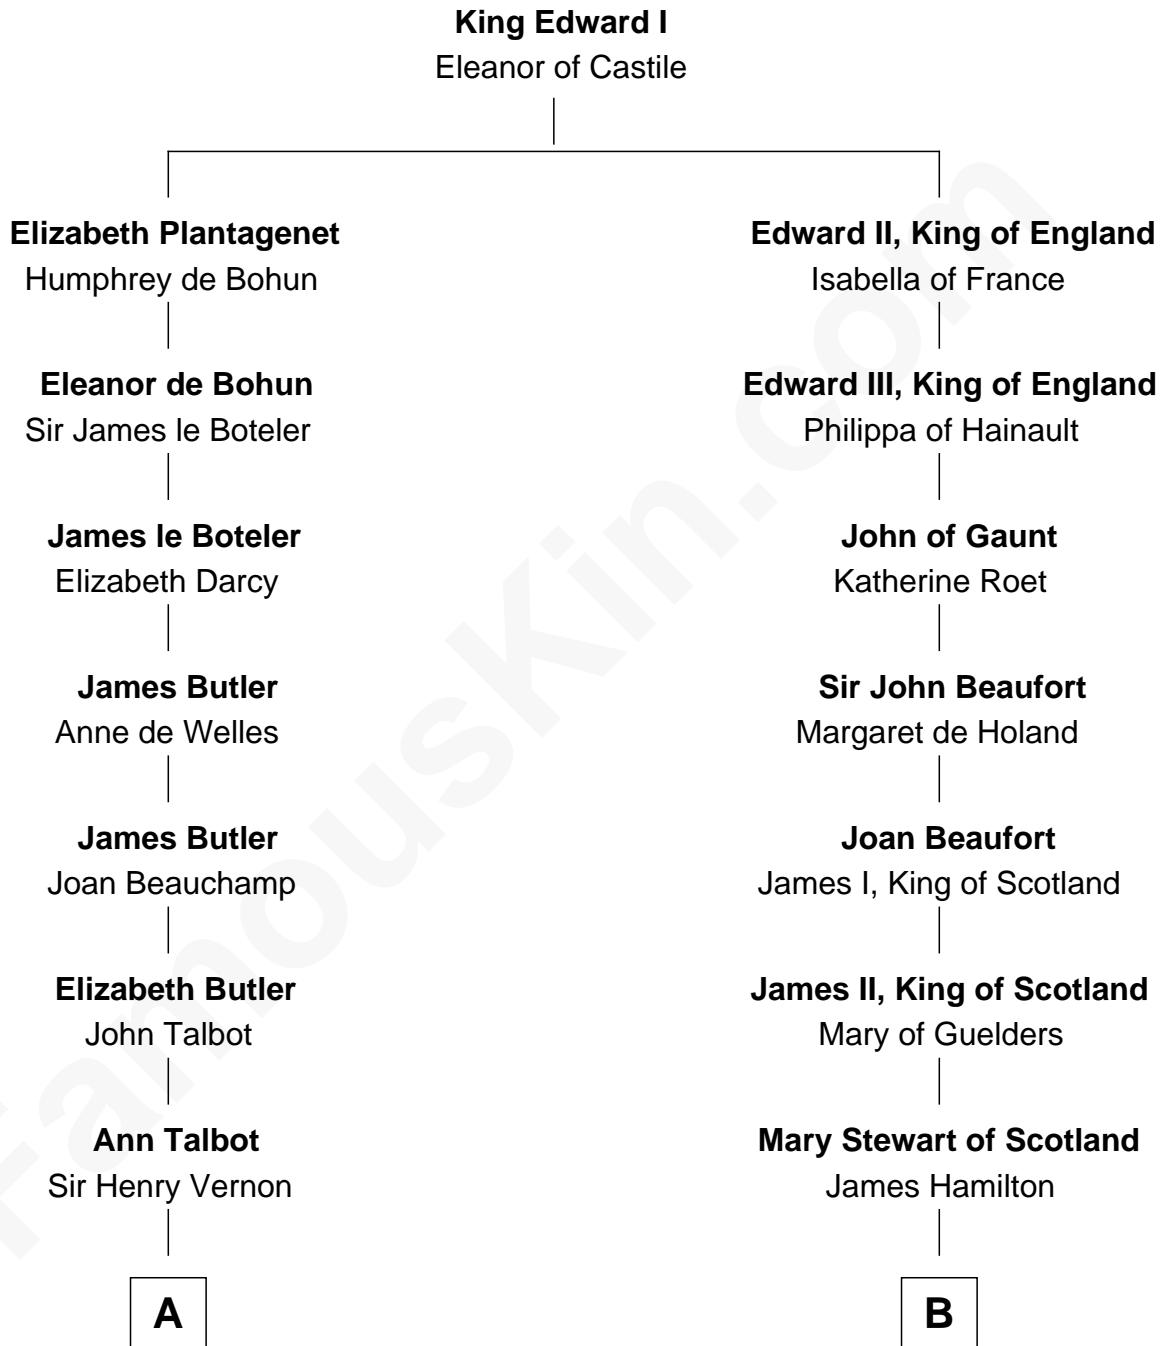 King Edward I
Eleanor of Castile
Elizabeth Plantagenet
Humphrey de Bohun
Eleanor de Bohun
Sir James le Boteler
James le Boteler
Elizabeth Darcy
James Butler
Anne de Welles
James Butler
Joan Beauchamp
Elizabeth Butler
John Talbot
Ann Talbot
Sir Henry Vernon
A
Edward II, King of England
Isabella of France
Edward III, King of England
Philippa of Hainault
John of Gaunt
Katherine Roet
Sir John Beaufort
Margaret de Holand
Joan Beaufort
James I, King of Scotland
James II, King of Scotland
Mary of Guelders
Mary Stewart of Scotland
James Hamilton
B
FamousKin.com